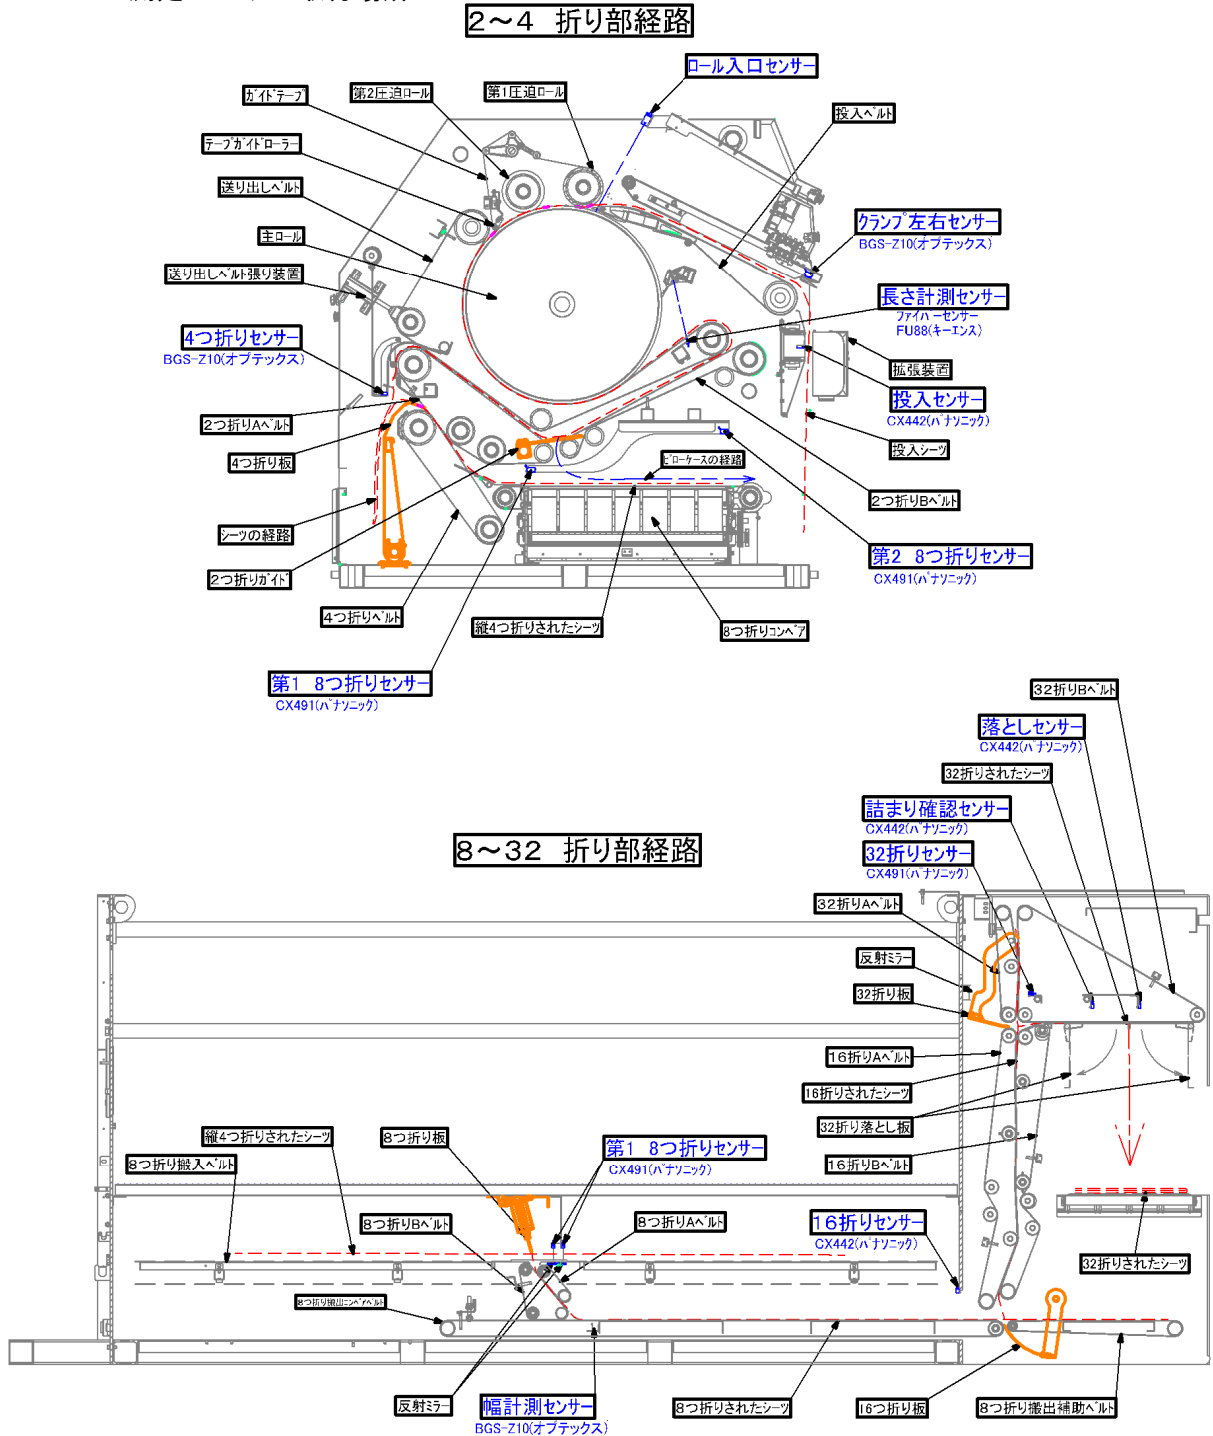 2～4 折り部経路
ロール入口センサー
ガイドテープ
第2圧迫ロール
第1圧迫ロール
投入ベルト
テープガイドローラー
送り出しベルト
主ロール
送り出しベルト張り装置
クランプ左右センサー
BGS-Z10(オプテックス)
長さ計測センサー
ファイバーセンサー
FU88(キーエンス)
4つ折りセンサー
BGS-Z10(オプテックス)
拡張装置
投入センサー
CX442(パナソニック)
2つ折りAベルト
投入シーツ
4つ折り板
ピローケースの経路
2つ折りBベルト
シーツの経路
2つ折りガイド
第2 8つ折りセンサー
CX491(パナソニック)
4つ折りベルト
縦4つ折りされたシーツ
8つ折りコンベア
第1 8つ折りセンサー
CX491(パナソニック)
32折りBベルト
落としセンサー
CX442(パナソニック)
32折りされたシーツ
詰まり確認センサー
CX442(パナソニック)
8～32 折り部経路
32折りセンサー
CX491(パナソニック)
32折りAベルト
反射ミラー
32折り板
16折りAベルト
16折りされたシーツ
32折り落とし板
縦4つ折りされたシーツ
8つ折り板
第1 8つ折りセンサー
CX491(パナソニック)
8つ折り搬入ベルト
16折りBベルト
8つ折りBベルト
8つ折りAベルト
16折りセンサー
CX442(パナソニック)
32折りされたシーツ
8つ折り搬出コンベアベルト
反射ミラー
幅計測センサー
BGS-Z10(オプテックス)
8つ折りされたシーツ
16つ折り板
8つ折り搬出補助ベルト